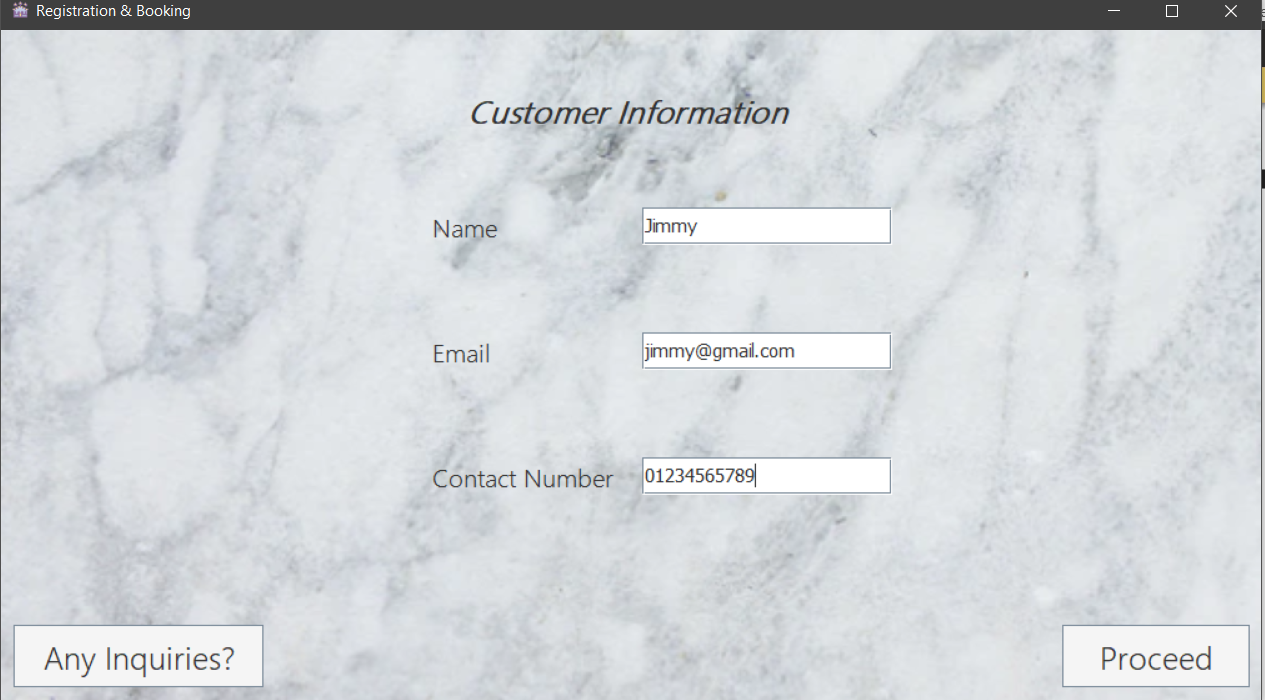 Registration & Booking
Customer Information
Name
Jimmy
Email
jimmy@gmail.com
Contact Number
01234565789
Any Inquiries?
Proceed